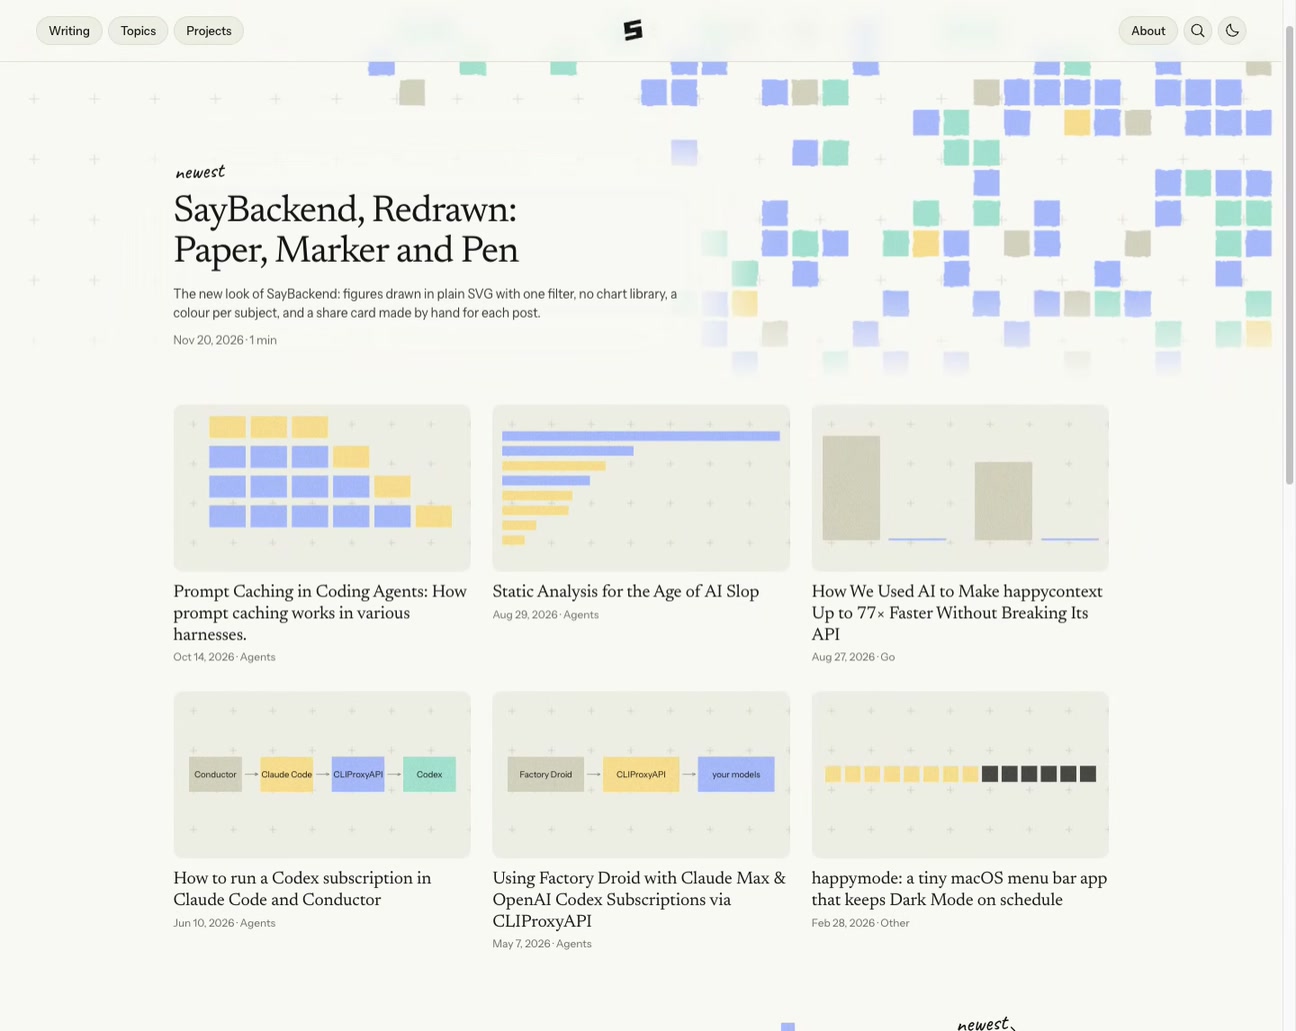 Writing
Topics
Projects
About
newest
SayBackend, Redrawn:
Paper, Marker and Pen
The new look of SayBackend: figures drawn in plain SVG with one filter, no chart library, a
colour per subject, and a share card made by hand for each post.
Nov 20, 2026 · 1 min
Prompt Caching in Coding Agents: How
prompt caching works in various
harnesses.
Oct 14, 2026 · Agents
Static Analysis for the Age of AI Slop
Aug 29, 2026 · Agents
How We Used AI to Make happycontext
Up to 77× Faster Without Breaking Its
API
Aug 27, 2026 · Go
Conductor
Claude Code
CLIProxyAPI
Codex
How to run a Codex subscription in
Claude Code and Conductor
Jun 10, 2026 · Agents
Factory Droid
CLIProxyAPI
your models
Using Factory Droid with Claude Max &
OpenAI Codex Subscriptions via
CLIProxyAPI
May 7, 2026 · Agents
happymode: a tiny macOS menu bar app
that keeps Dark Mode on schedule
Feb 28, 2026 · Other
newest